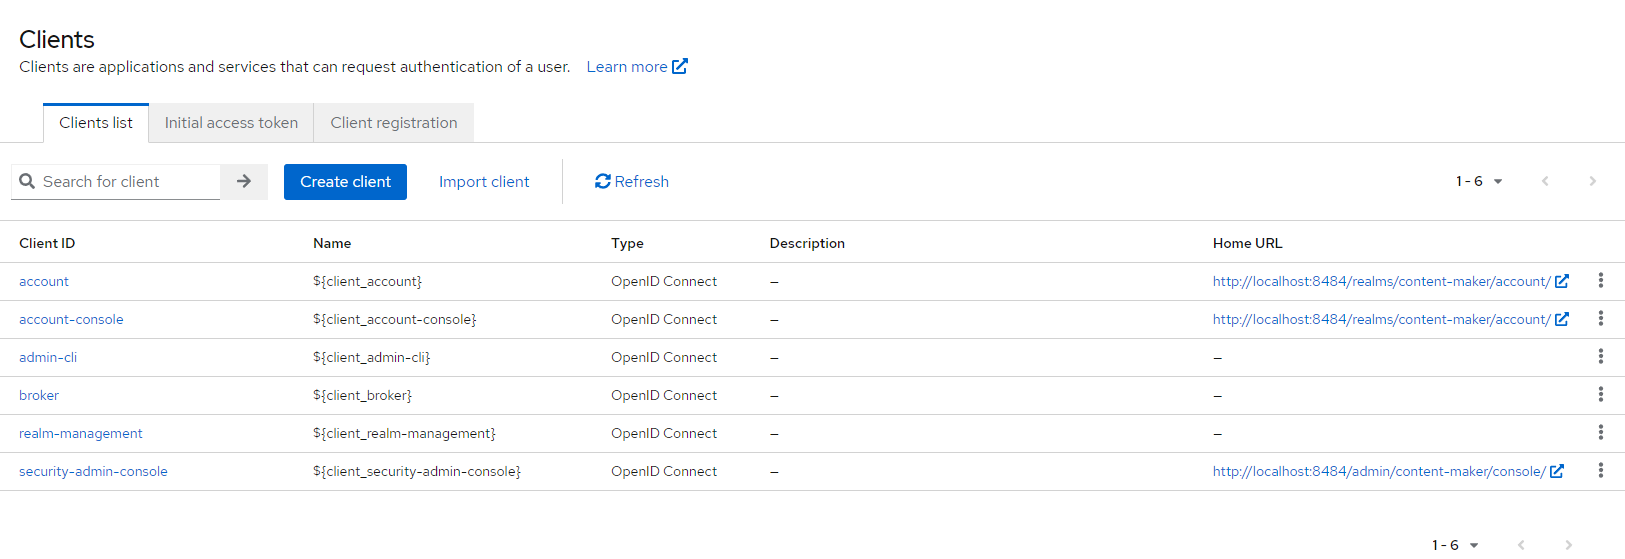 Clients
Clients are applications and services that can request authentication of a user. Learn more
Clients list Initial access token Client registration
Search for client Create client Import client Refresh 1 - 6
Client ID Name Type Description Home URL
account ${client_account} OpenID Connect – http://localhost:8484/realms/content-maker/account/
account-console ${client_account-console} OpenID Connect – http://localhost:8484/realms/content-maker/account/
admin-cli ${client_admin-cli} OpenID Connect – –
broker ${client_broker} OpenID Connect – –
realm-management ${client_realm-management} OpenID Connect – –
security-admin-console ${client_security-admin-console} OpenID Connect – http://localhost:8484/admin/content-maker/console/
1 - 6